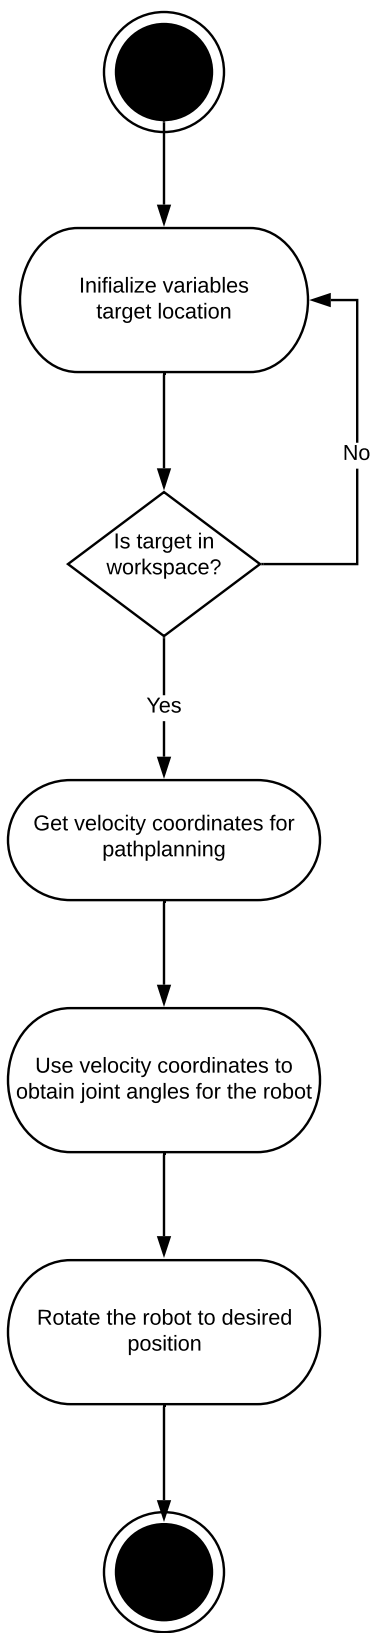 Inifialize variables
target location
No
Is target in
workspace?
Yes
Get velocity coordinates for
pathplanning
Use velocity coordinates to
obtain joint angles for the robot
Rotate the robot to desired
position